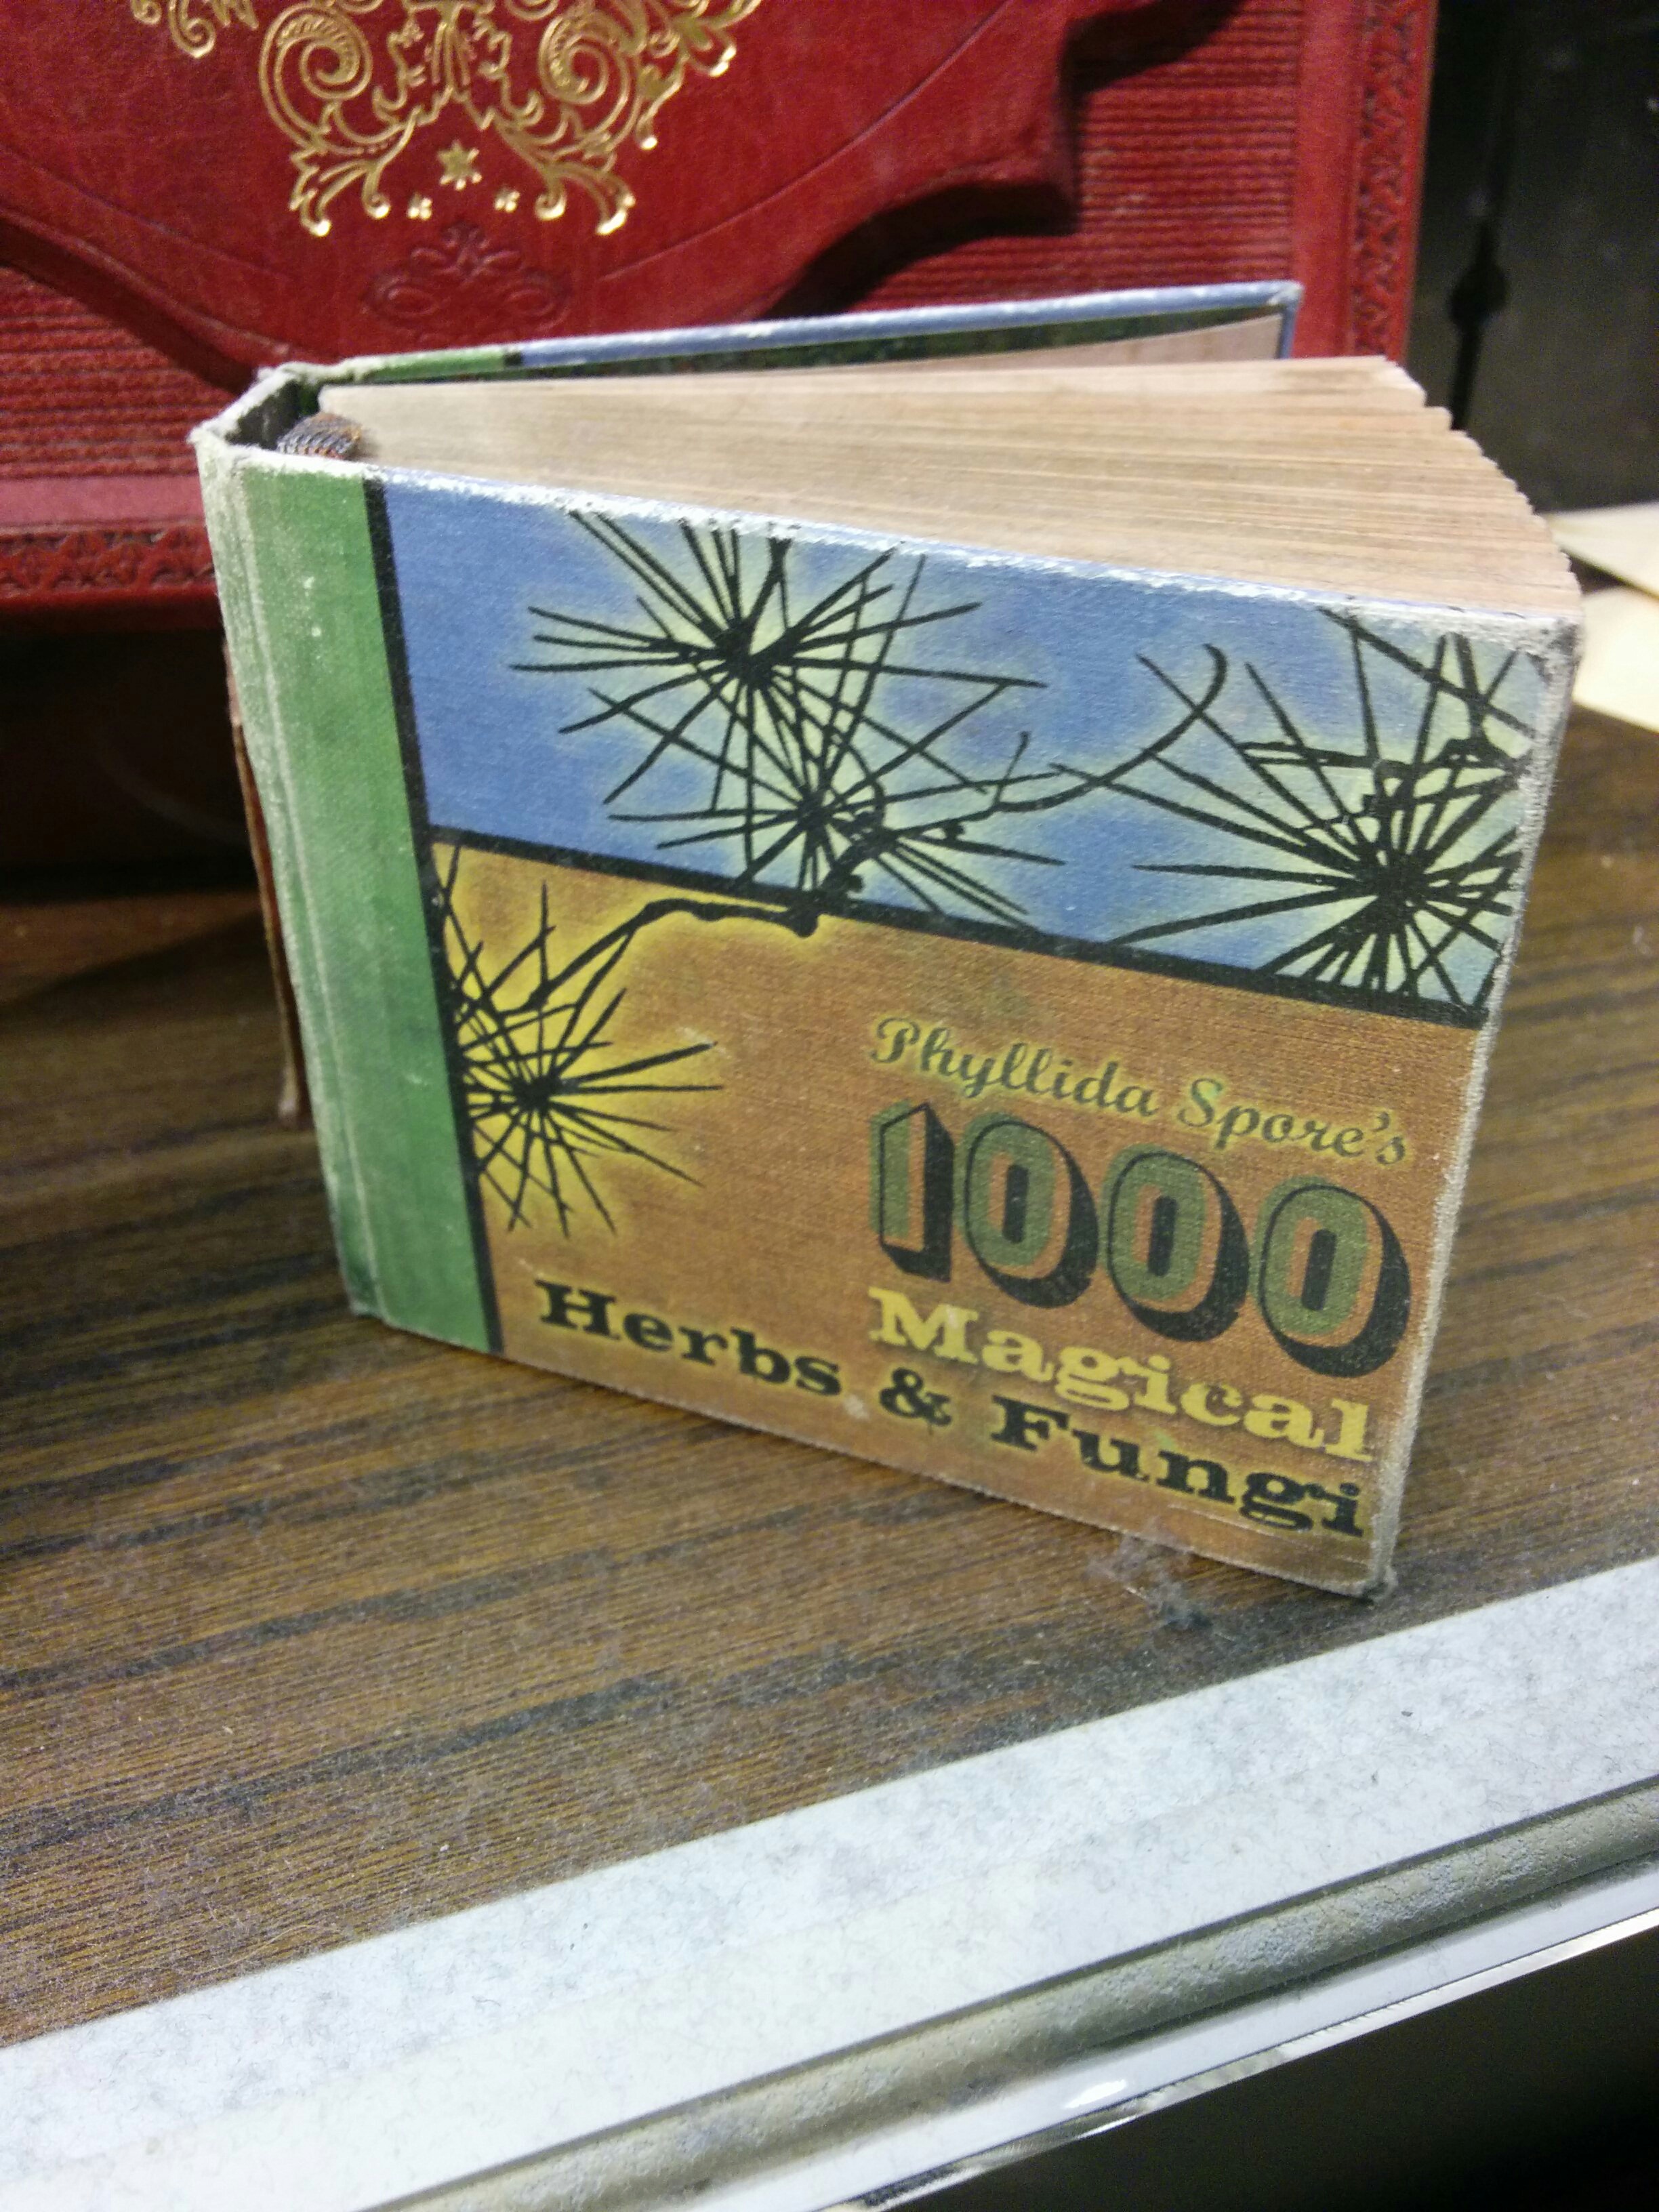 Phyllida Spore's
1000
Magical
Herbs & Fungi